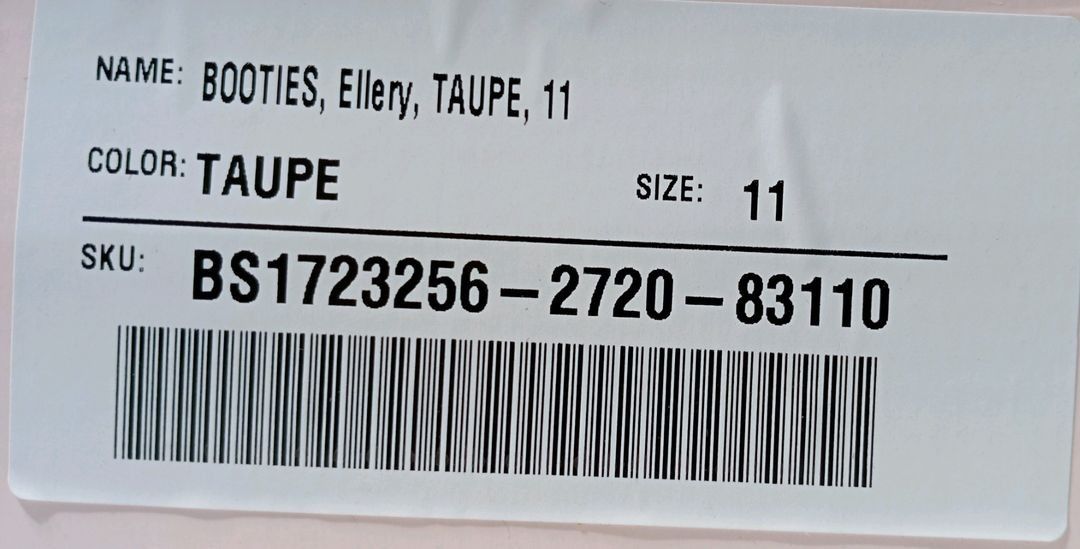 NAME: BOOTIES, Ellery, TAUPE, 11
COLOR: TAUPE SIZE: 11
SKU: BS1723256-2720-83110